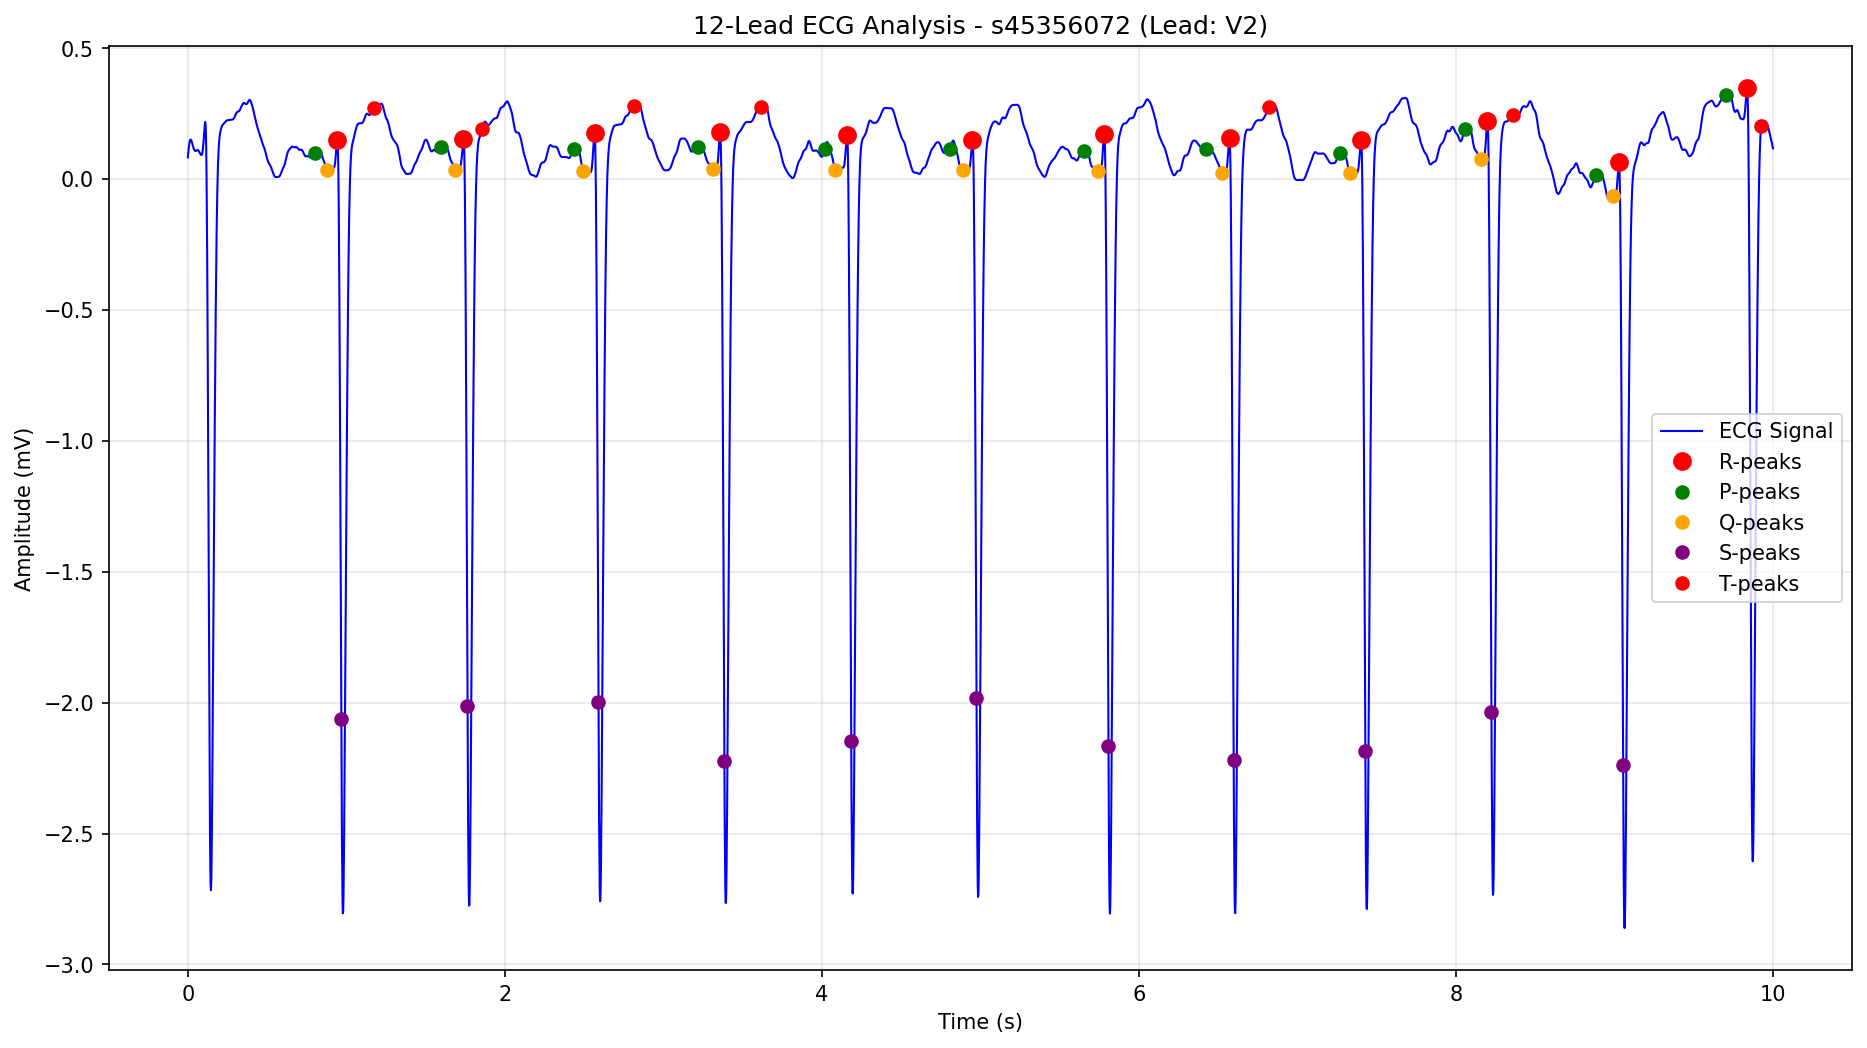 12-Lead ECG Analysis - s45356072 (Lead: V2)
0.5
0.0
−0.5
−1.0
−1.5
−2.0
−2.5
−3.0
Amplitude (mV)
ECG Signal
R-peaks
P-peaks
Q-peaks
S-peaks
T-peaks
0 2 4 6 8 10
Time (s)